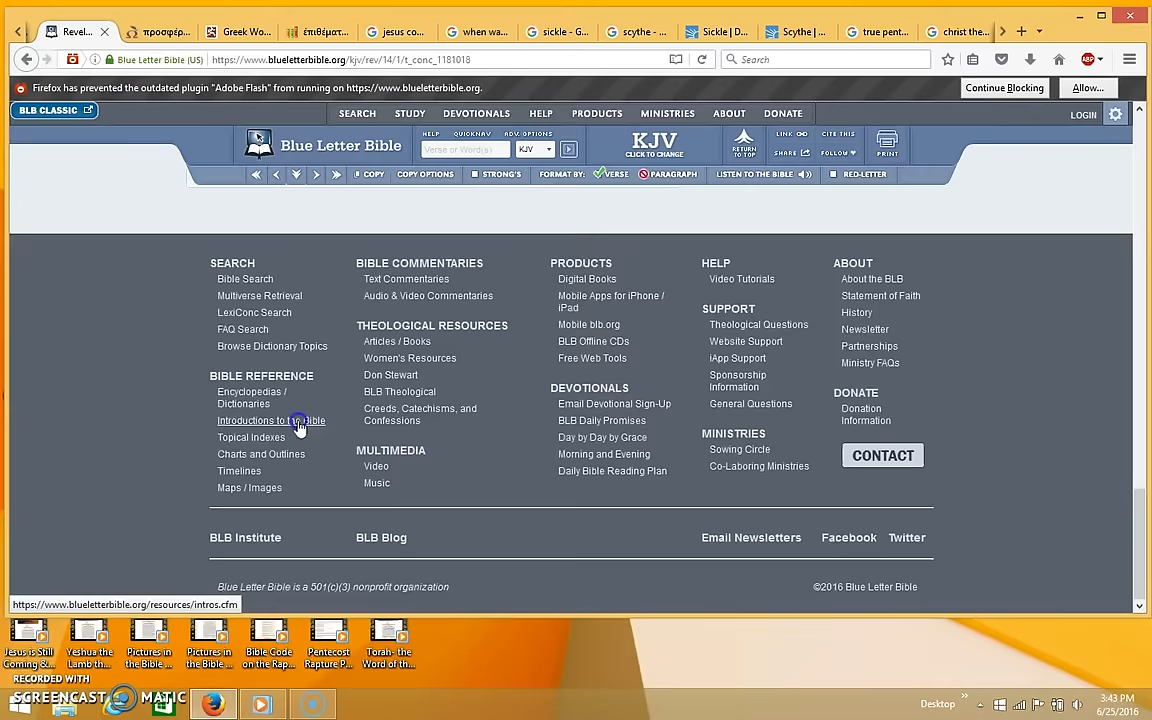 Revel...
προσφέρ...
Greek Wo...
ἐπιθέματ...
jesus co...
when wa...
sickle - G...
scythe - ...
Sickle | D...
Scythe | ...
true pent...
christ the...
Blue Letter Bible (US)
https://www.blueletterbible.org/kjv/rev/14/1/t_conc_1181018
Search
ABP
Firefox has prevented the outdated plugin "Adobe Flash" from running on https://www.blueletterbible.org.
Continue Blocking
Allow...
BLB CLASSIC
SEARCH STUDY DEVOTIONALS HELP PRODUCTS MINISTRIES ABOUT DONATE
LOGIN
Blue Letter Bible
HELP QUICKNAV ADV. OPTIONS
Verse or Word(s)
KJV
KJV
CLICK TO CHANGE
RETURN TO TOP
LINK
CITE THIS
SHARE
FOLLOW
PRINT
COPY COPY OPTIONS STRONG'S FORMAT BY: VERSE PARAGRAPH LISTEN TO THE BIBLE RED-LETTER
SEARCH
Bible Search
Multiverse Retrieval
LexiConc Search
FAQ Search
Browse Dictionary Topics
BIBLE REFERENCE
Encyclopedias /
Dictionaries
Introductions to the Bible
Topical Indexes
Charts and Outlines
Timelines
Maps / Images
BIBLE COMMENTARIES
Text Commentaries
Audio & Video Commentaries
THEOLOGICAL RESOURCES
Articles / Books
Women's Resources
Don Stewart
BLB Theological
Creeds, Catechisms, and
Confessions
MULTIMEDIA
Video
Music
PRODUCTS
Digital Books
Mobile Apps for iPhone /
iPad
Mobile blb.org
BLB Offline CDs
Free Web Tools
DEVOTIONALS
Email Devotional Sign-Up
BLB Daily Promises
Day by Day by Grace
Morning and Evening
Daily Bible Reading Plan
HELP
Video Tutorials
SUPPORT
Theological Questions
Website Support
iApp Support
Sponsorship
Information
General Questions
MINISTRIES
Sowing Circle
Co-Laboring Ministries
ABOUT
About the BLB
Statement of Faith
History
Newsletter
Partnerships
Ministry FAQs
DONATE
Donation
Information
CONTACT
BLB Institute
BLB Blog
Email Newsletters
Facebook
Twitter
Blue Letter Bible is a 501(c)(3) nonprofit organization
©2016 Blue Letter Bible
https://www.blueletterbible.org/resources/intros.cfm
Jesus is Still
Coming &...
Yeshua the
Lamb th...
Pictures in
the Bible ...
Pictures in
the Bible ...
Bible Code
on the Rap...
Pentecost
Rapture P...
Torah- the
Word of th...
RECORDED WITH
SCREENCAST MATIC
Desktop
3:43 PM
6/25/2016